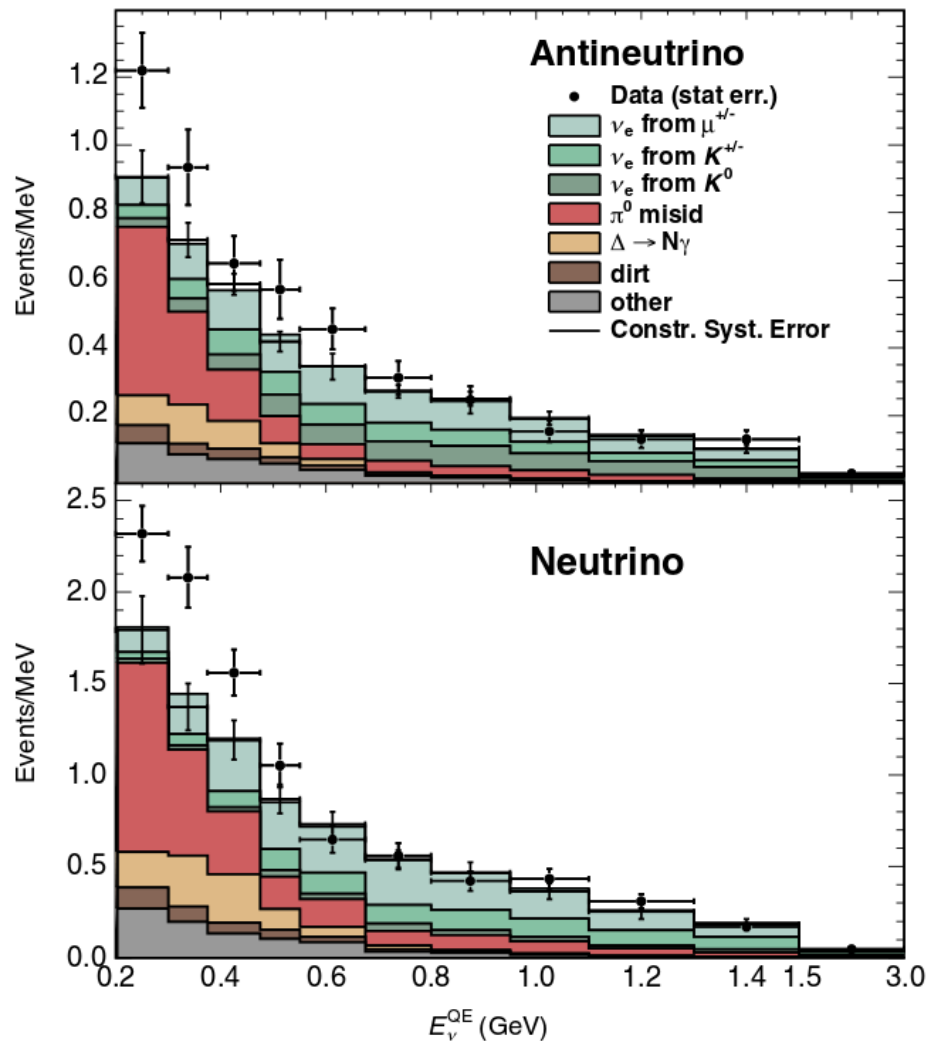 Antineutrino
Data (stat err.)
νe from μ+/-
νe from K+/-
νe from K0
π0 misid
Δ → Nγ
dirt
other
Constr. Syst. Error
Events/MeV
1.2
1.0
0.8
0.6
0.4
0.2
Neutrino
Events/MeV
2.5
2.0
1.5
1.0
0.5
0.0
0.2 0.4 0.6 0.8 1.0 1.2 1.4 1.5 3.0
EνQE (GeV)